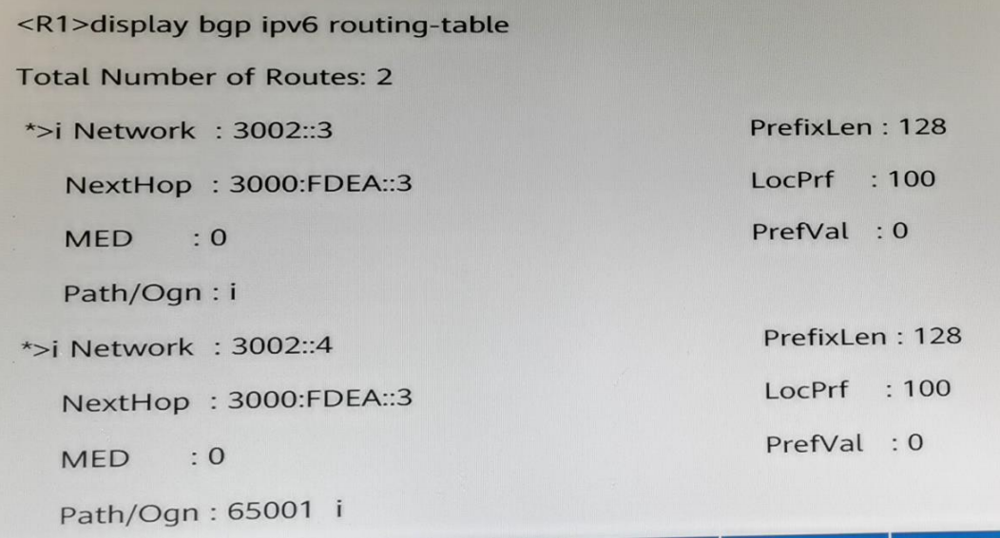 <R1>display bgp ipv6 routing-table
Total Number of Routes: 2
*>i Network : 3002::3 PrefixLen : 128
NextHop : 3000:FDEA::3 LocPrf : 100
MED : 0 PrefVal : 0
Path/Ogn : i
*>i Network : 3002::4 PrefixLen : 128
NextHop : 3000:FDEA::3 LocPrf : 100
MED : 0 PrefVal : 0
Path/Ogn : 65001 i